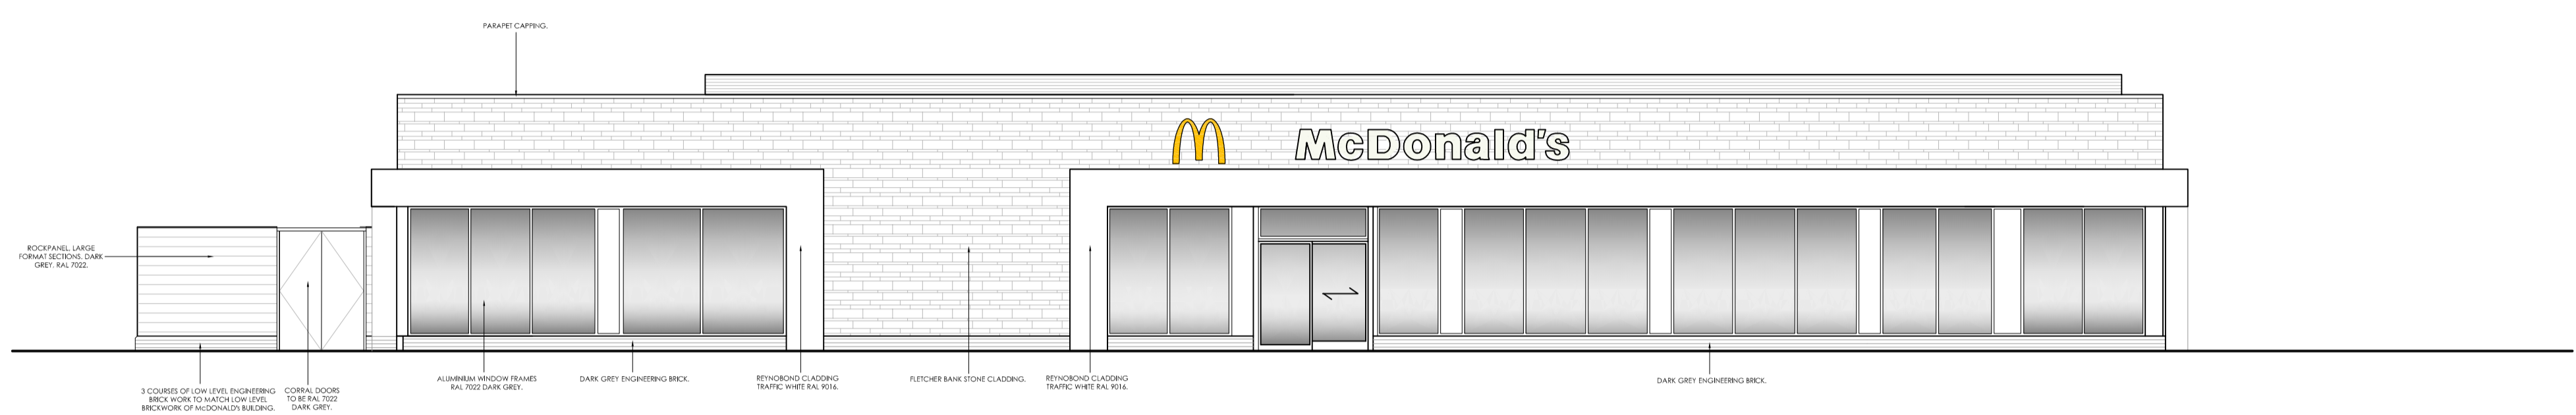 PARAPET CAPPING.
McDonald's
ROCKPANEL. LARGE
FORMAT SECTIONS. DARK
GREY. RAL 7022.
3 COURSES OF LOW LEVEL ENGINEERING
BRICK WORK TO MATCH LOW LEVEL
BRICKWORK OF McDONALD's BUILDING.
CORRAL DOORS
TO BE RAL 7022
DARK GREY.
ALUMINIUM WINDOW FRAMES
RAL 7022 DARK GREY.
DARK GREY ENGINEERING BRICK.
REYNOBOND CLADDING
TRAFFIC WHITE RAL 9016.
FLETCHER BANK STONE CLADDING.
REYNOBOND CLADDING
TRAFFIC WHITE RAL 9016.
DARK GREY ENGINEERING BRICK.